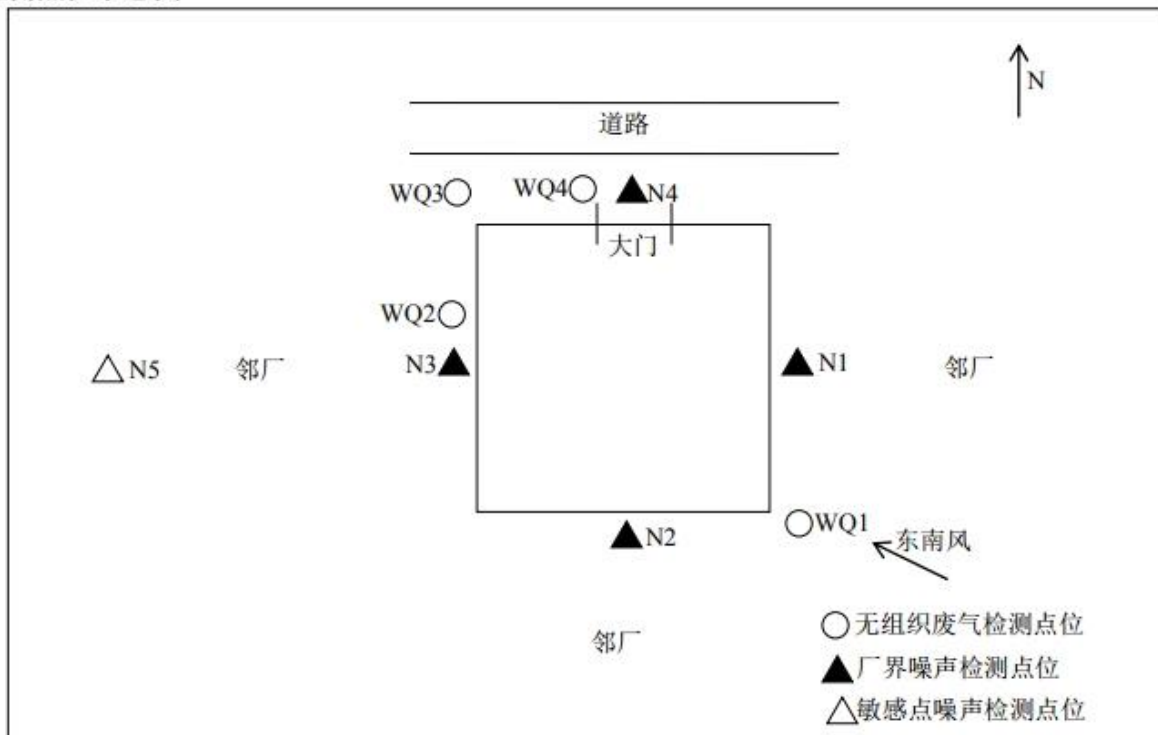 N
道路
WQ3
WQ4
N4
大门
WQ2
N5
邻厂
N3
N1
邻厂
WQ1
N2
东南风
邻厂
无组织废气检测点位
厂界噪声检测点位
敏感点噪声检测点位